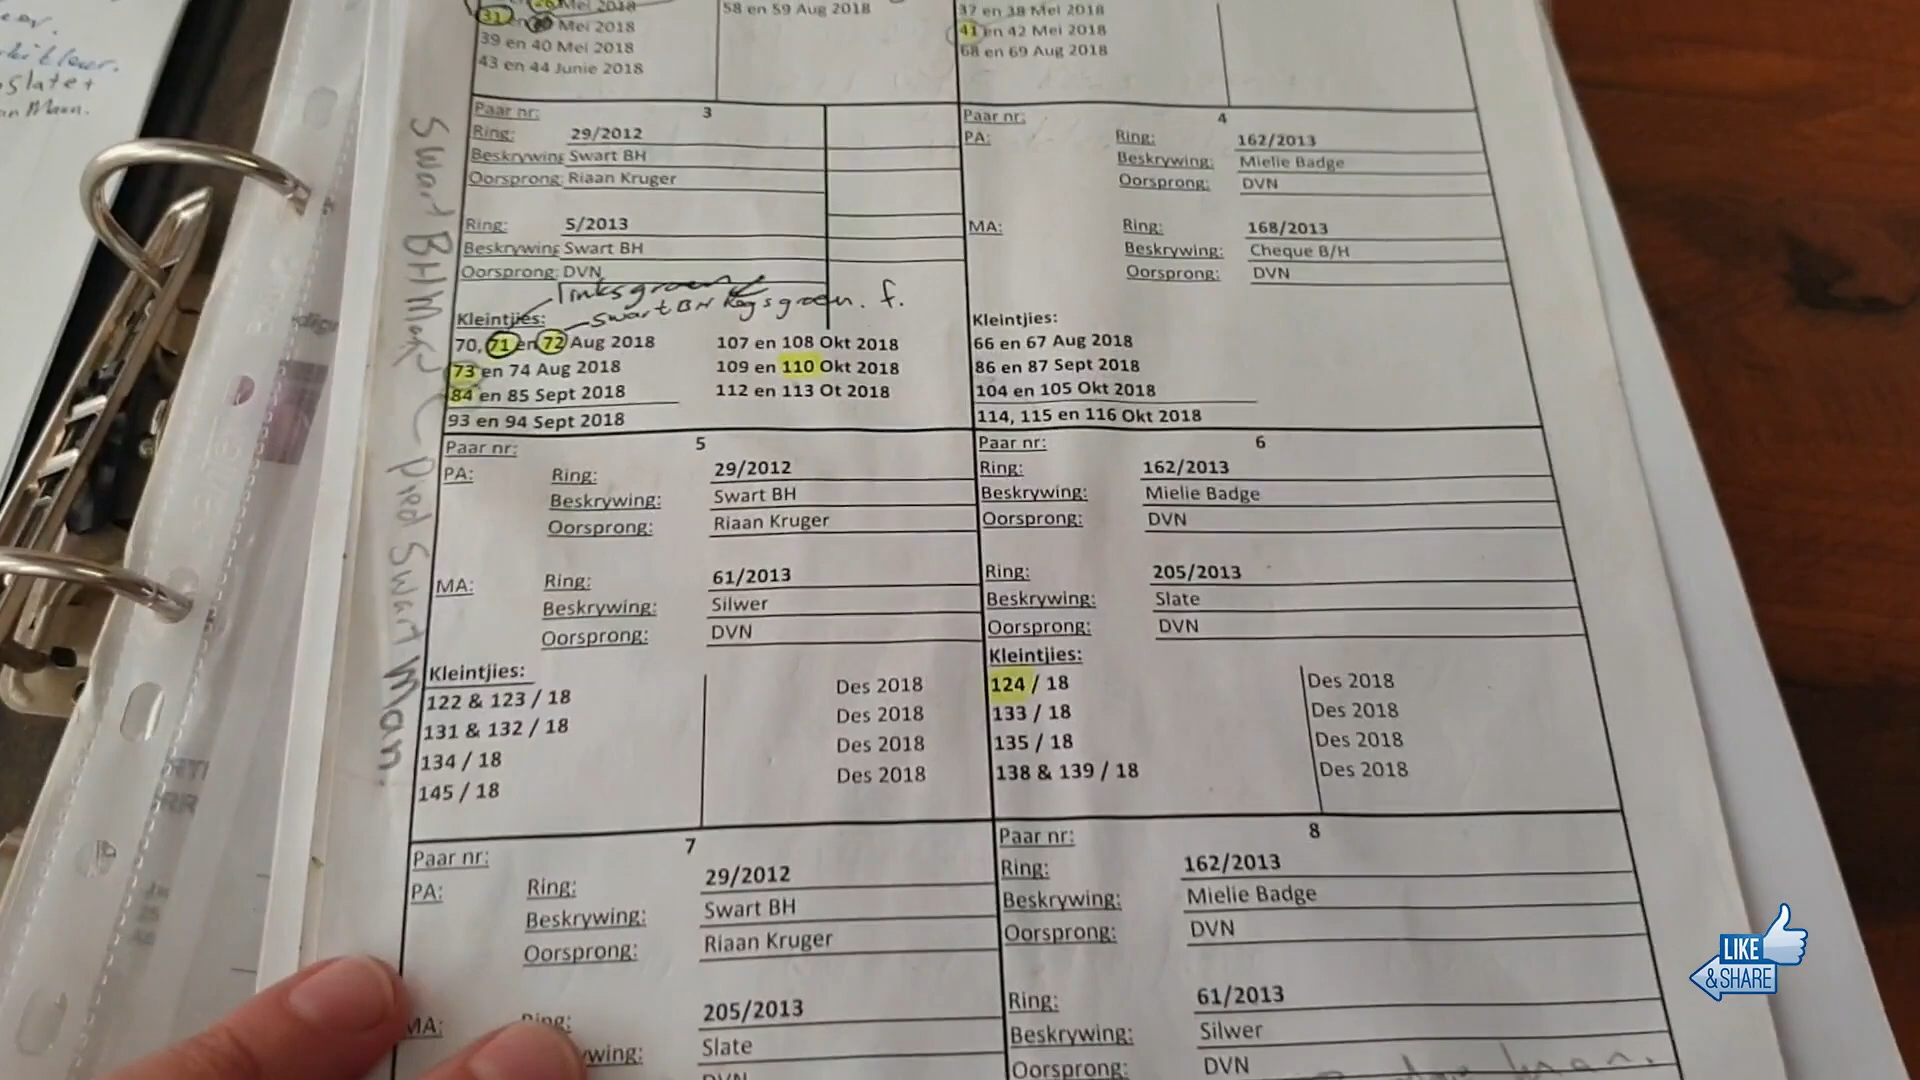 31 Mei 2018
39 en 40 Mei 2018
43 en 44 Junie 2018
58 en 59 Aug 2018
37 en 38 Mei 2018
41 en 42 Mei 2018
68 en 69 Aug 2018
Paar nr: 3
Ring: 29/2012
Beskrywing Swart BH
Oorsprong: Riaan Kruger
Ring: 5/2013
Beskrywing Swart BH
Oorsprong: DVN
linksgroen
Swart BH Regsgroen. f.
Kleintjies:
70, 71 en 72 Aug 2018
73 en 74 Aug 2018
84 en 85 Sept 2018
93 en 94 Sept 2018
107 en 108 Okt 2018
109 en 110 Okt 2018
112 en 113 Ot 2018
Paar nr: 4
PA: Ring: 162/2013
Beskrywing: Mielie Badge
Oorsprong: DVN
MA: Ring: 168/2013
Beskrywing: Cheque B/H
Oorsprong: DVN
Kleintjies:
66 en 67 Aug 2018
86 en 87 Sept 2018
104 en 105 Okt 2018
114, 115 en 116 Okt 2018
Paar nr: 5
PA: Ring: 29/2012
Beskrywing: Swart BH
Oorsprong: Riaan Kruger
MA: Ring: 61/2013
Beskrywing: Silwer
Oorsprong: DVN
Kleintjies:
122 & 123 / 18 Des 2018
131 & 132 / 18 Des 2018
134 / 18 Des 2018
145 / 18 Des 2018
Paar nr: 6
Ring: 162/2013
Beskrywing: Mielie Badge
Oorsprong: DVN
Ring: 205/2013
Beskrywing: Slate
Oorsprong: DVN
Kleintjies:
124 / 18 Des 2018
133 / 18 Des 2018
135 / 18 Des 2018
138 & 139 / 18 Des 2018
Paar nr: 7
PA: Ring: 29/2012
Beskrywing: Swart BH
Oorsprong: Riaan Kruger
MA: Ring: 205/2013
wing: Slate
DVN
Paar nr: 8
Ring: 162/2013
Beskrywing: Mielie Badge
Oorsprong: DVN
Ring: 61/2013
Beskrywing: Silwer
Oorsprong: DVN
Swart BH Pied Swart Man.
LIKE
& SHARE